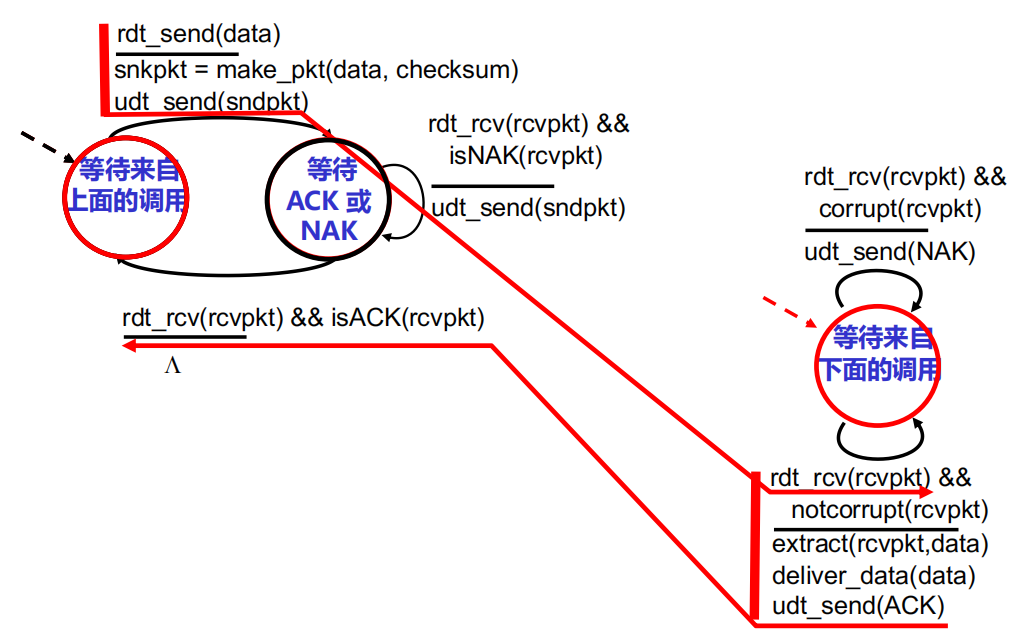 rdt_send(data)
snkpkt = make_pkt(data, checksum)
udt_send(sndpkt)
等待来自
上面的调用
等待
ACK 或
NAK
rdt_rcv(rcvpkt) &&
isNAK(rcvpkt)
udt_send(sndpkt)
rdt_rcv(rcvpkt) && isACK(rcvpkt)
Λ
rdt_rcv(rcvpkt) &&
corrupt(rcvpkt)
udt_send(NAK)
等待来自
下面的调用
rdt_rcv(rcvpkt) &&
notcorrupt(rcvpkt)
extract(rcvpkt,data)
deliver_data(data)
udt_send(ACK)